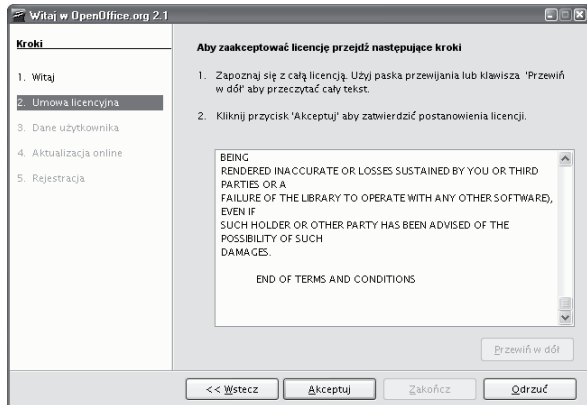 Witaj w OpenOffice.org 2.1
Kroki
1. Witaj
2. Umowa licencyjna
3. Dane użytkownika
4. Aktualizacja online
5. Rejestracja
Aby zaakceptować licencję przejdź następujące kroki
1. Zapoznaj się z całą licencją. Użyj paska przewijania lub klawisza 'Przewiń
w dół' aby przeczytać cały tekst.
2. Kliknij przycisk 'Akceptuj' aby zatwierdzić postanowienia licencji.
BEING
RENDERED INACCURATE OR LOSSES SUSTAINED BY YOU OR THIRD
PARTIES OR A
FAILURE OF THE LIBRARY TO OPERATE WITH ANY OTHER SOFTWARE),
EVEN IF
SUCH HOLDER OR OTHER PARTY HAS BEEN ADVISED OF THE
POSSIBILITY OF SUCH
DAMAGES.
END OF TERMS AND CONDITIONS
Przewiń w dół
<< Wstecz
Akceptuj
Zakończ
Odrzuć